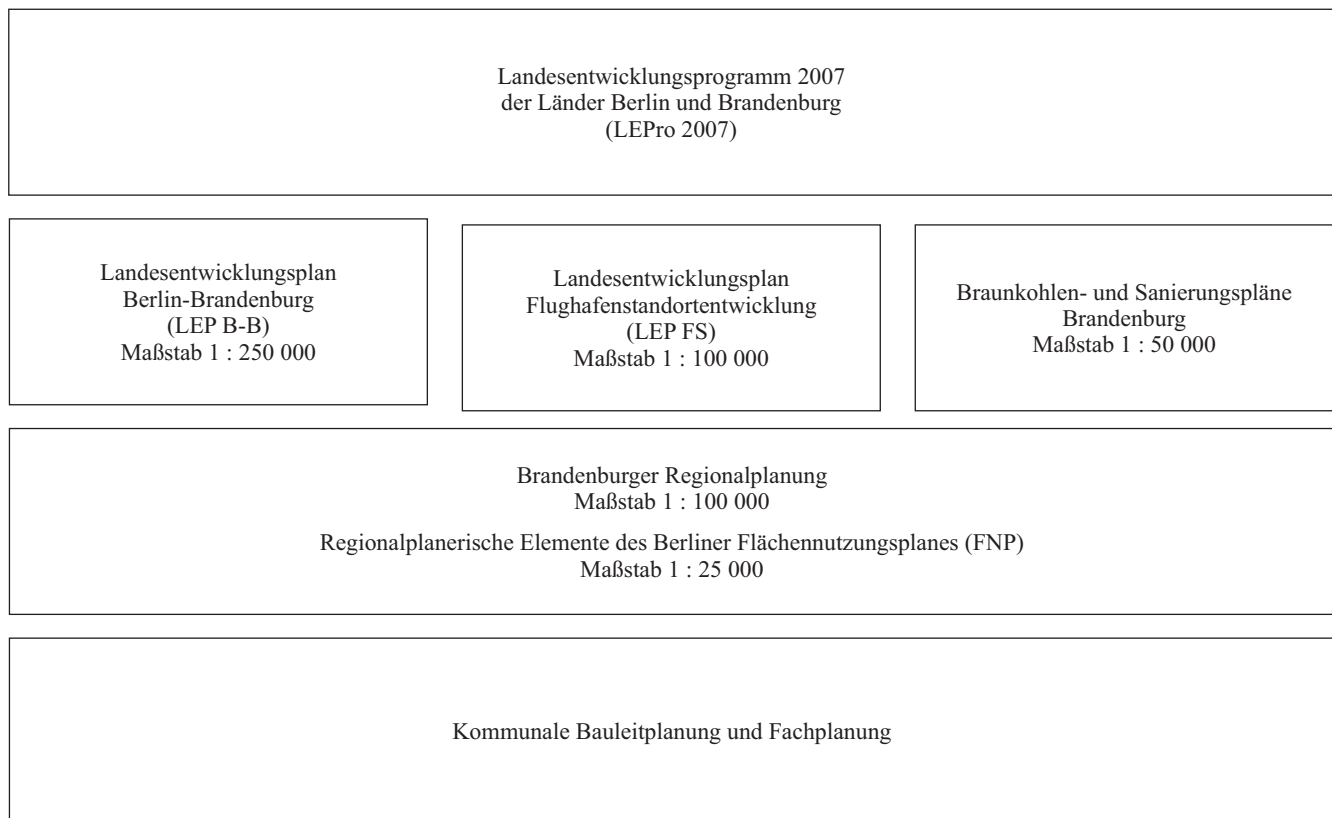 Landesentwicklungsprogramm 2007
der Länder Berlin und Brandenburg
(LEPro 2007)
Landesentwicklungsplan
Berlin-Brandenburg
(LEP B-B)
Maßstab 1 : 250 000
Landesentwicklungsplan
Flughafenstandortentwicklung
(LEP FS)
Maßstab 1 : 100 000
Braunkohlen- und Sanierungspläne
Brandenburg
Maßstab 1 : 50 000
Brandenburger Regionalplanung
Maßstab 1 : 100 000
Regionalplanerische Elemente des Berliner Flächennutzungsplanes (FNP)
Maßstab 1 : 25 000
Kommunale Bauleitplanung und Fachplanung